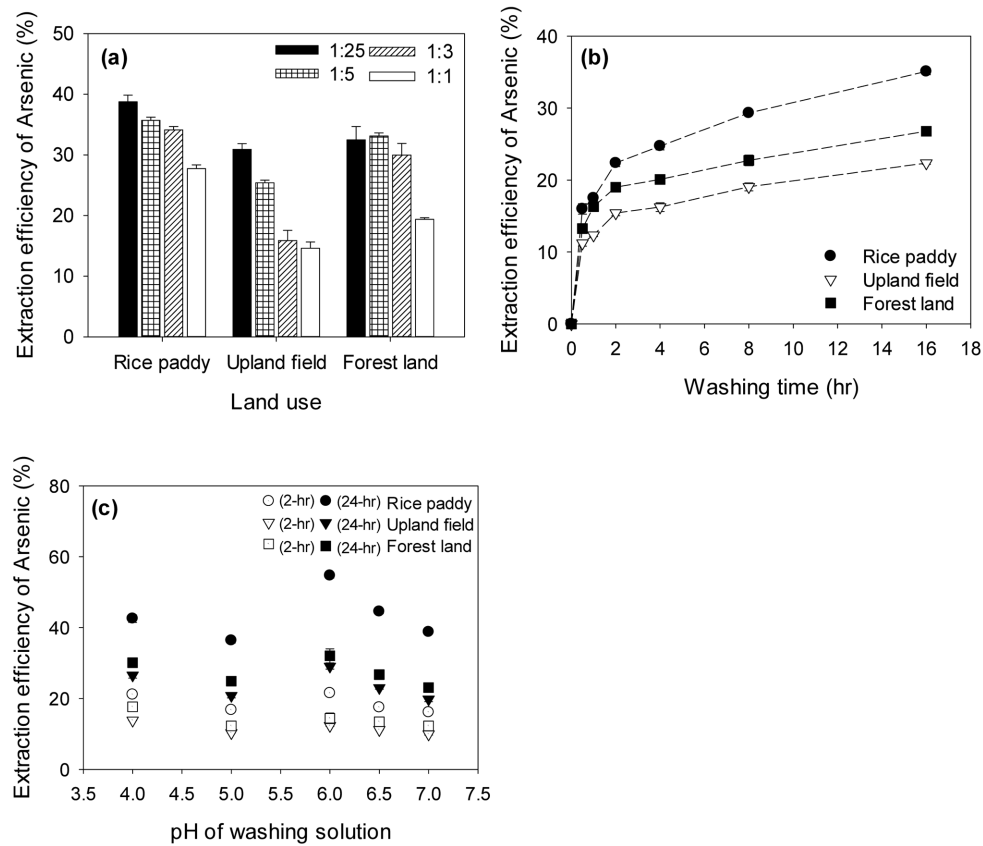 Extraction efficiency of Arsenic (%)
50
40
30
20
10
0
(a)
1:25
1:3
1:5
1:1
Rice paddy
Upland field
Forest land
Land use
Extraction efficiency of Arsenic (%)
40
30
20
10
0
(b)
Rice paddy
Upland field
Forest land
0 2 4 6 8 10 12 14 16 18
Washing time (hr)
Extraction efficiency of Arsenic (%)
80
60
40
20
0
(c)
(2-hr) (24-hr) Rice paddy
(2-hr) (24-hr) Upland field
(2-hr) (24-hr) Forest land
3.5 4.0 4.5 5.0 5.5 6.0 6.5 7.0 7.5
pH of washing solution